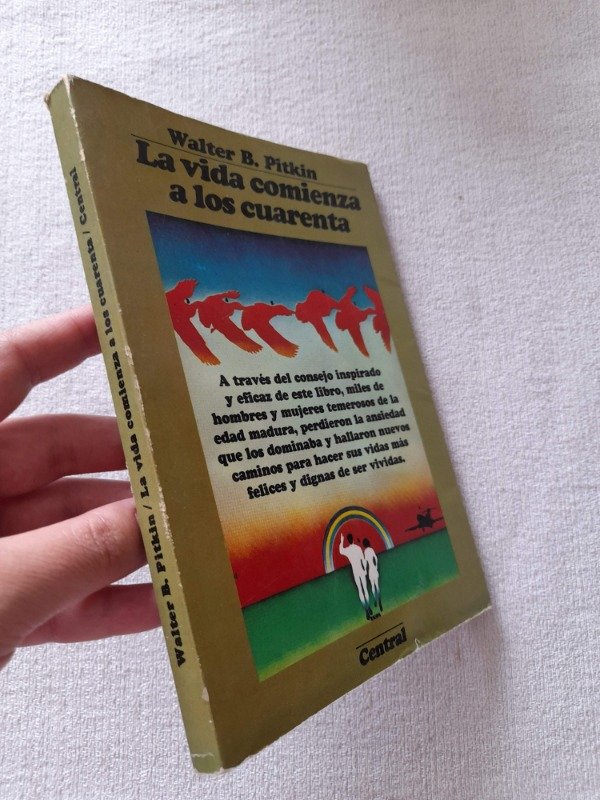 Walter B. Pitkin
La vida comienza
a los cuarenta
A través del consejo inspirado
y eficaz de este libro, miles de
hombres y mujeres temerosos de la
edad madura, perdieron la ansiedad
que los dominaba y hallaron nuevos
caminos para hacer sus vidas más
felices y dignas de ser vividas.
Central
Walter B. Pitkin / La vida comienza a los cuarenta / Central